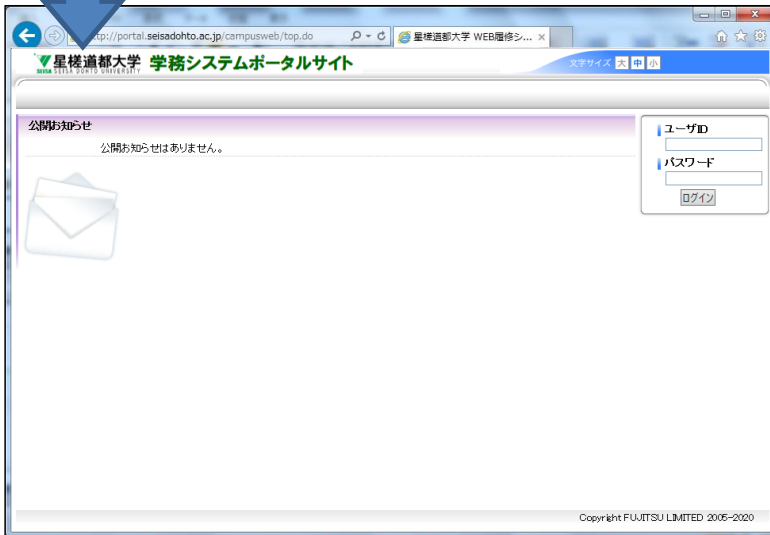 tp://portal.seisadohto.ac.jp/campusweb/top.do
星槎道都大学 WEB履修シ...
星槎道都大学 学務システムポータルサイト
SEISA SEISA DOHTO UNIVERSITY
文字サイズ 大 中 小
公開お知らせ
公開お知らせはありません。
ユーザID
パスワード
ログイン
Copyright FUJITSU LIMITED 2005-2020